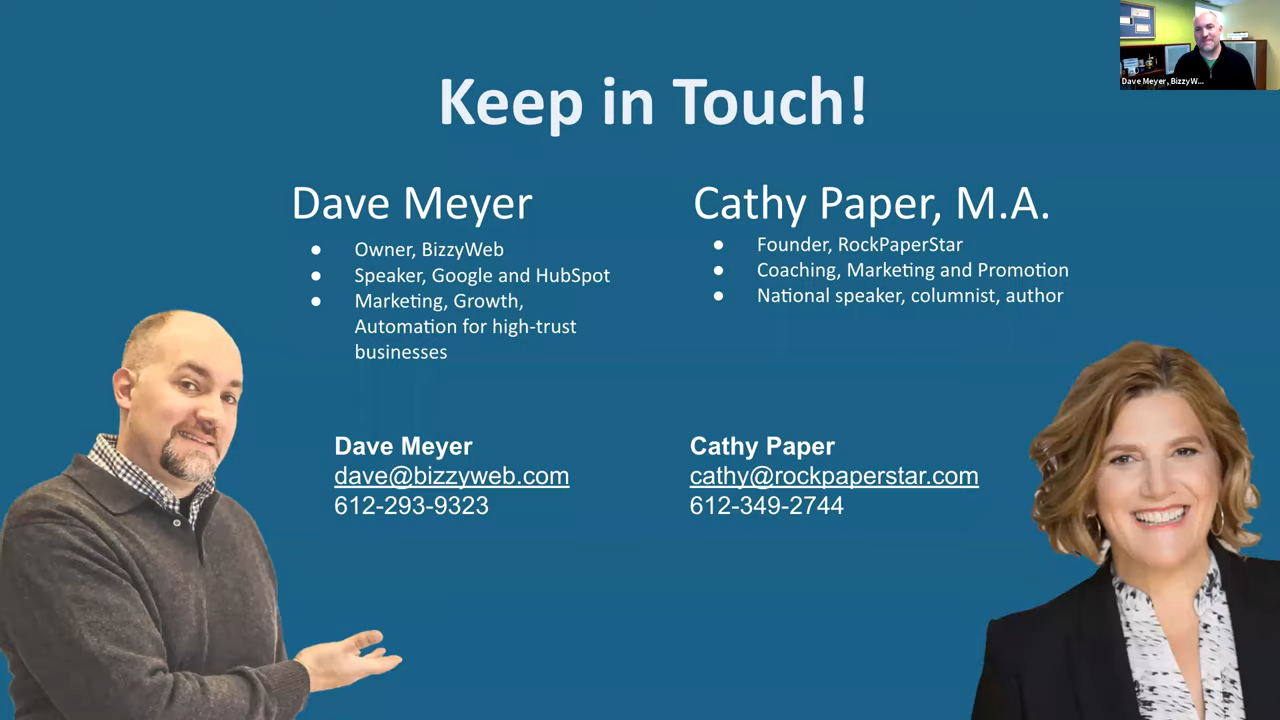 Keep in Touch!
Dave Meyer
● Owner, BizzyWeb
● Speaker, Google and HubSpot
● Marketing, Growth,
Automation for high-trust
businesses
Dave Meyer
dave@bizzyweb.com
612-293-9323
Cathy Paper, M.A.
● Founder, RockPaperStar
● Coaching, Marketing and Promotion
● National speaker, columnist, author
Cathy Paper
cathy@rockpaperstar.com
612-349-2744
Dave Meyer, BizzyW...